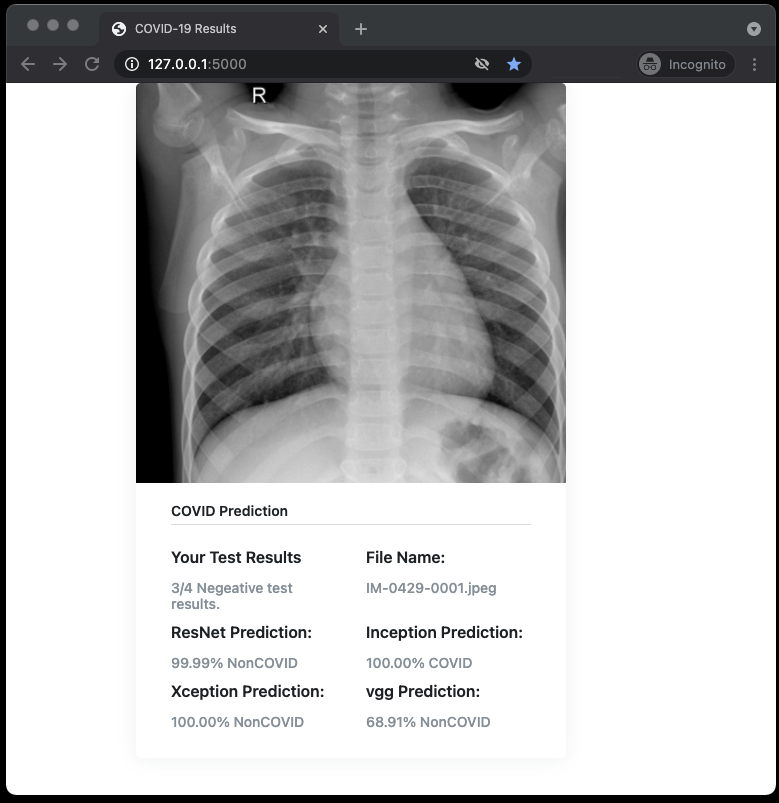 COVID-19 Results
127.0.0.1:5000
Incognito
R
COVID Prediction
Your Test Results
File Name:
3/4 Negeative test
results.
IM-0429-0001.jpeg
ResNet Prediction:
Inception Prediction:
99.99% NonCOVID
100.00% COVID
Xception Prediction:
vgg Prediction:
100.00% NonCOVID
68.91% NonCOVID